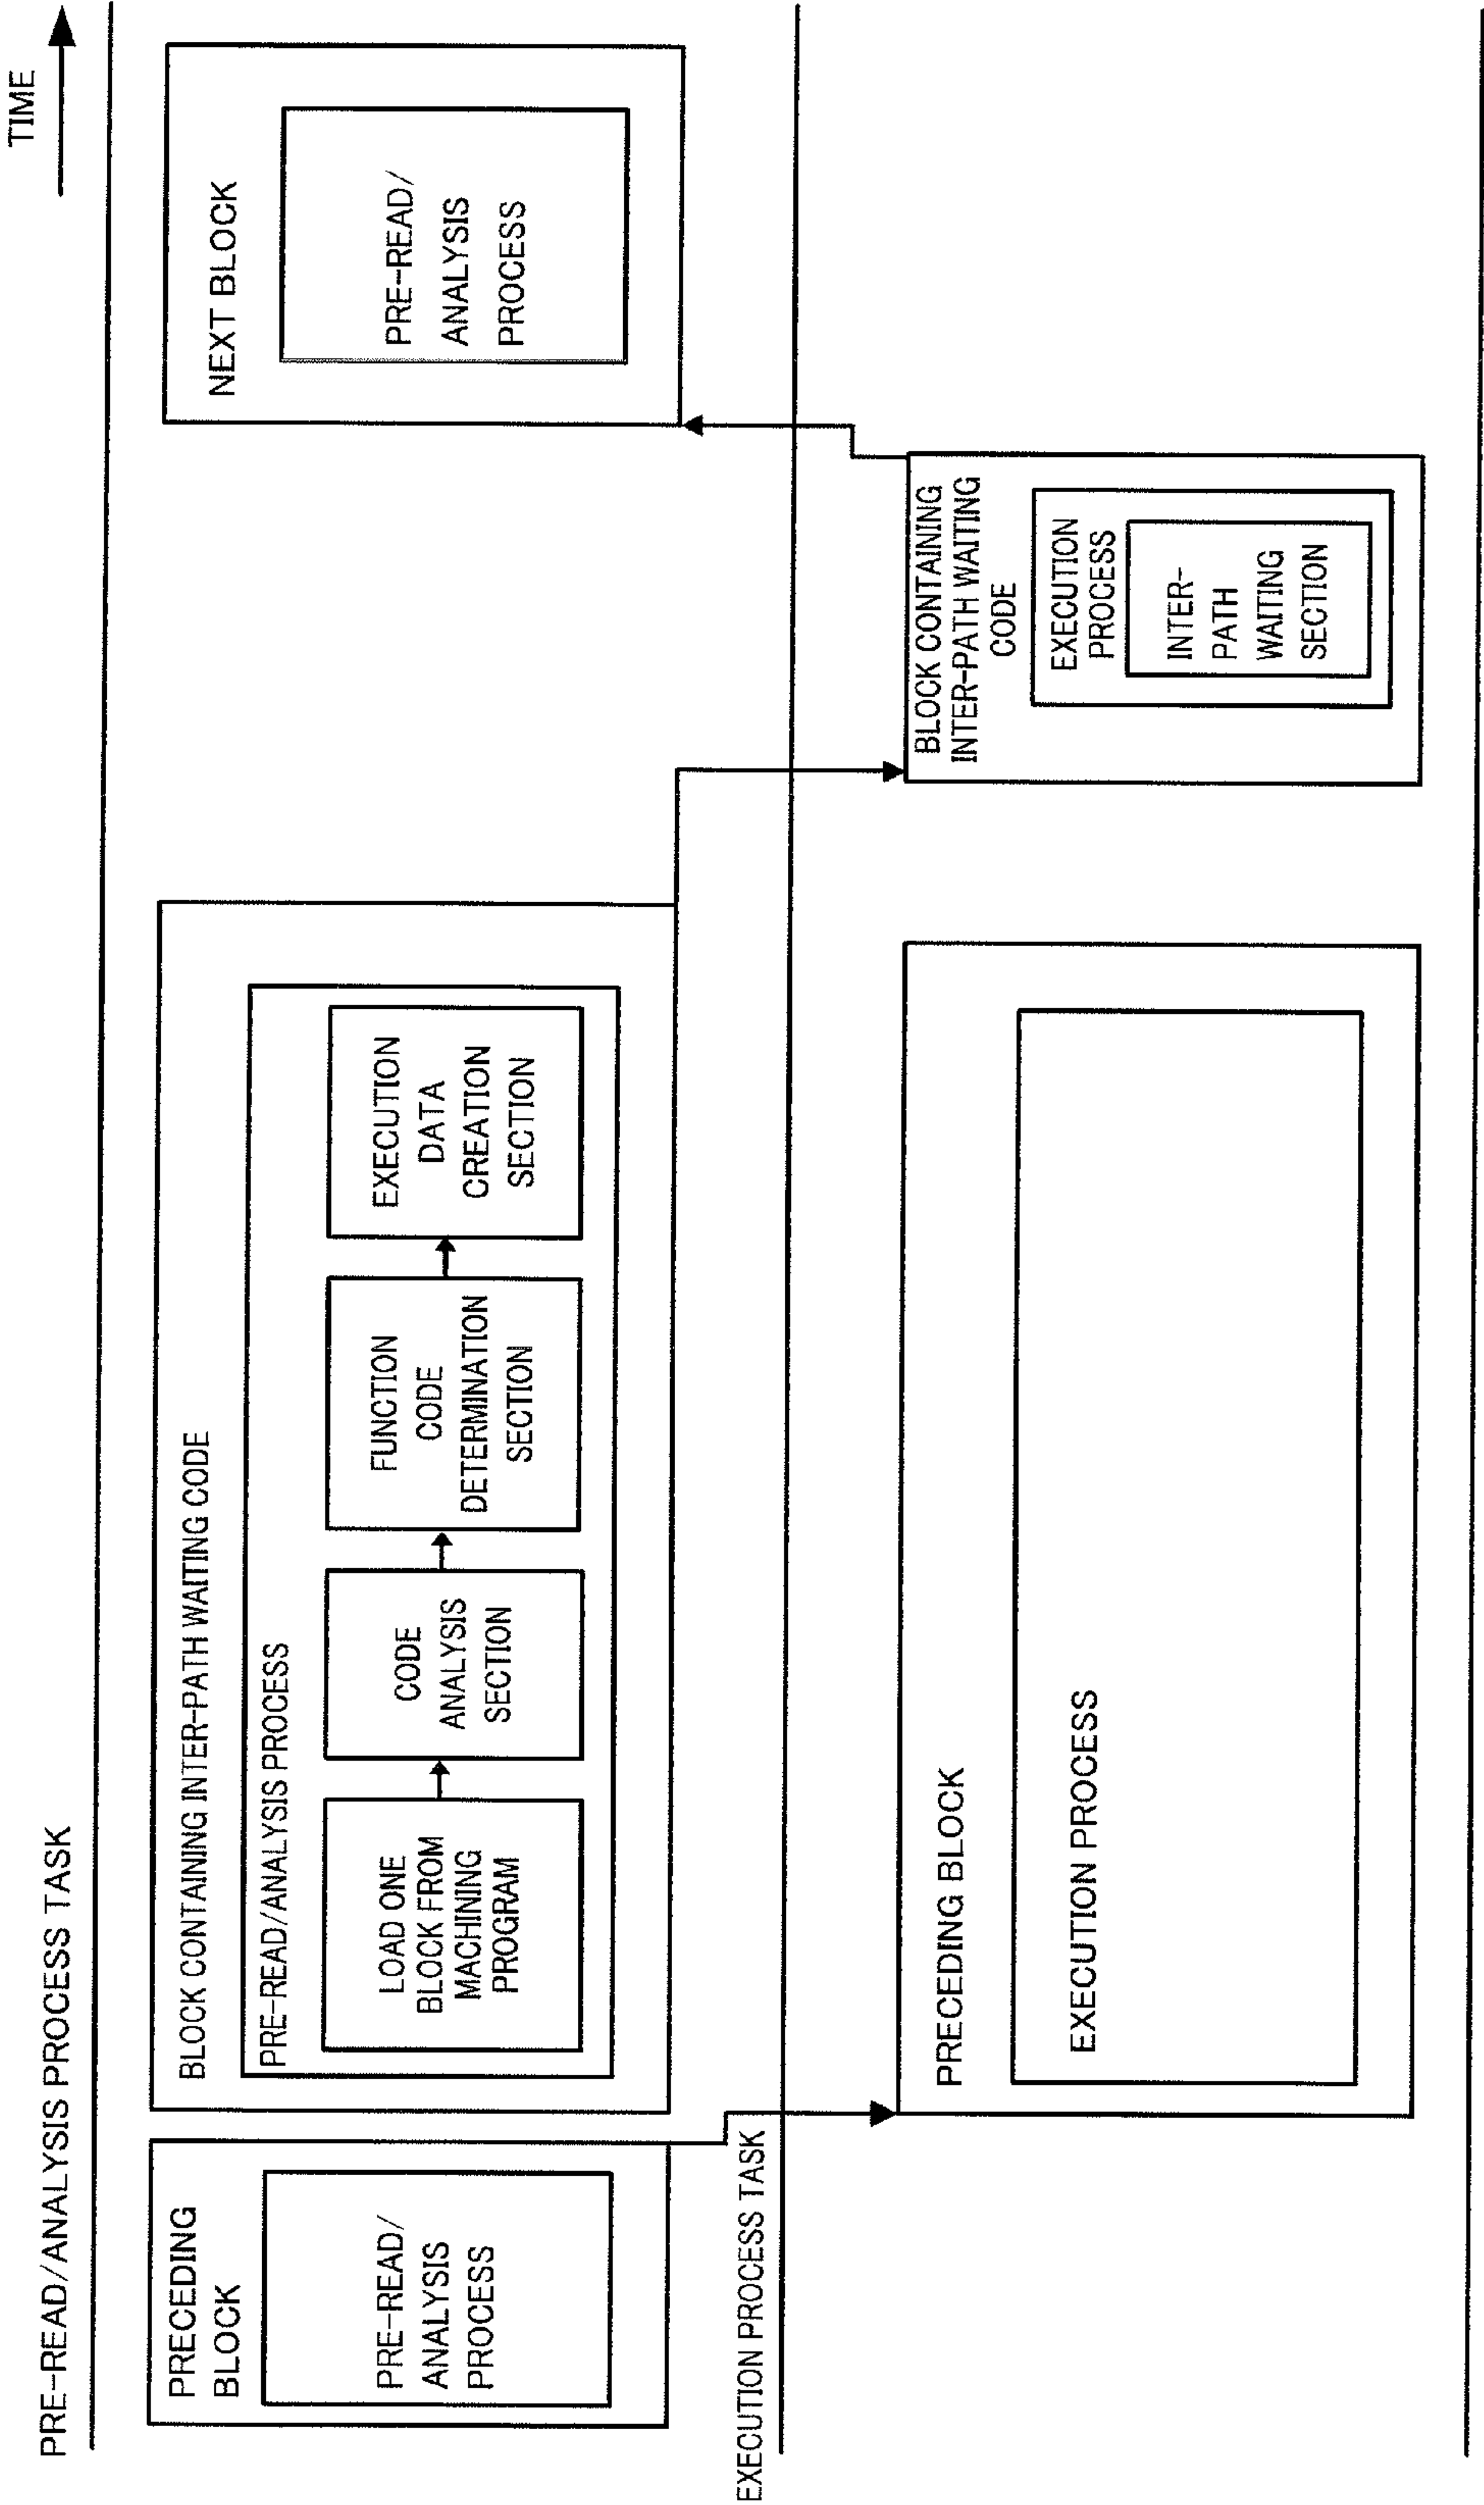 PRE-READ/ANALYSIS PROCESS TASK
TIME
PRECEDING
BLOCK
PRE-READ/
ANALYSIS
PROCESS
BLOCK CONTAINING INTER-PATH WAITING CODE
PRE-READ/ANALYSIS PROCESS
LOAD ONE
BLOCK FROM
MACHINING
PROGRAM
CODE
ANALYSIS
SECTION
FUNCTION
CODE
DETERMINATION
SECTION
EXECUTION
DATA
CREATION
SECTION
NEXT BLOCK
PRE-READ/
ANALYSIS
PROCESS
EXECUTION PROCESS TASK
PRECEDING BLOCK
EXECUTION PROCESS
BLOCK CONTAINING
INTER-PATH WAITING
CODE
EXECUTION
PROCESS
INTER-
PATH
WAITING
SECTION